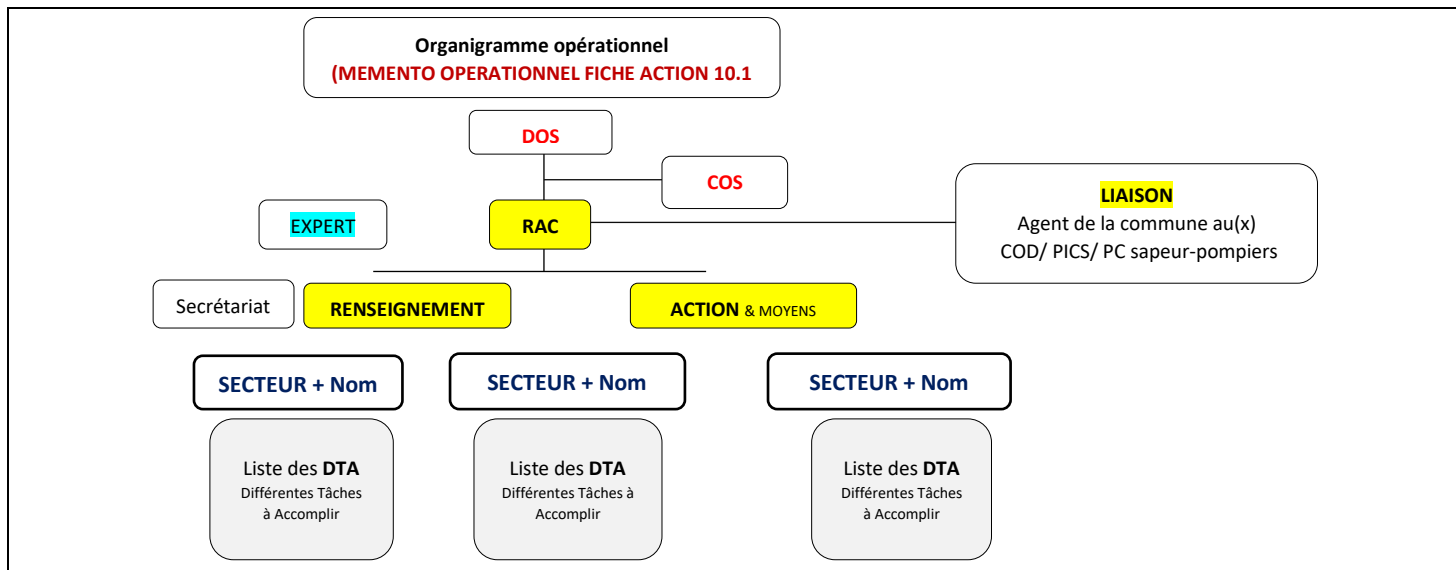 Organigramme opérationnel
(MEMENTO OPERATIONNEL FICHE ACTION 10.1
DOS
COS
LIAISON
Agent de la commune au(x)
COD/ PICS/ PC sapeur-pompiers
EXPERT
RAC
Secrétariat
RENSEIGNEMENT
ACTION & MOYENS
SECTEUR + Nom
SECTEUR + Nom
SECTEUR + Nom
Liste des DTA
Différentes Tâches
à Accomplir
Liste des DTA
Différentes Tâches à
Accomplir
Liste des DTA
Différentes Tâches
à Accomplir